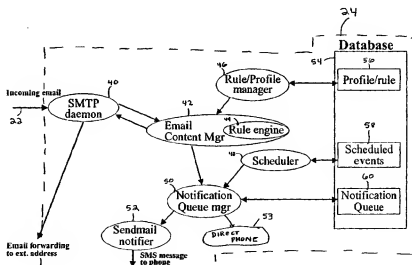 24
Database
54
46
Rule/Profile
manager
56
Profile/rule
Incoming email
22
40
SMTP
daemon
42
Email
Content Mgr
44
Rule engine
58
Scheduled
events
48
Scheduler
50
Notification
Queue mgr
60
Notification
Queue
52
Sendmail
notifier
53
DIRECT
PHONE
Email forwarding
to ext. address
SMS message
to phone